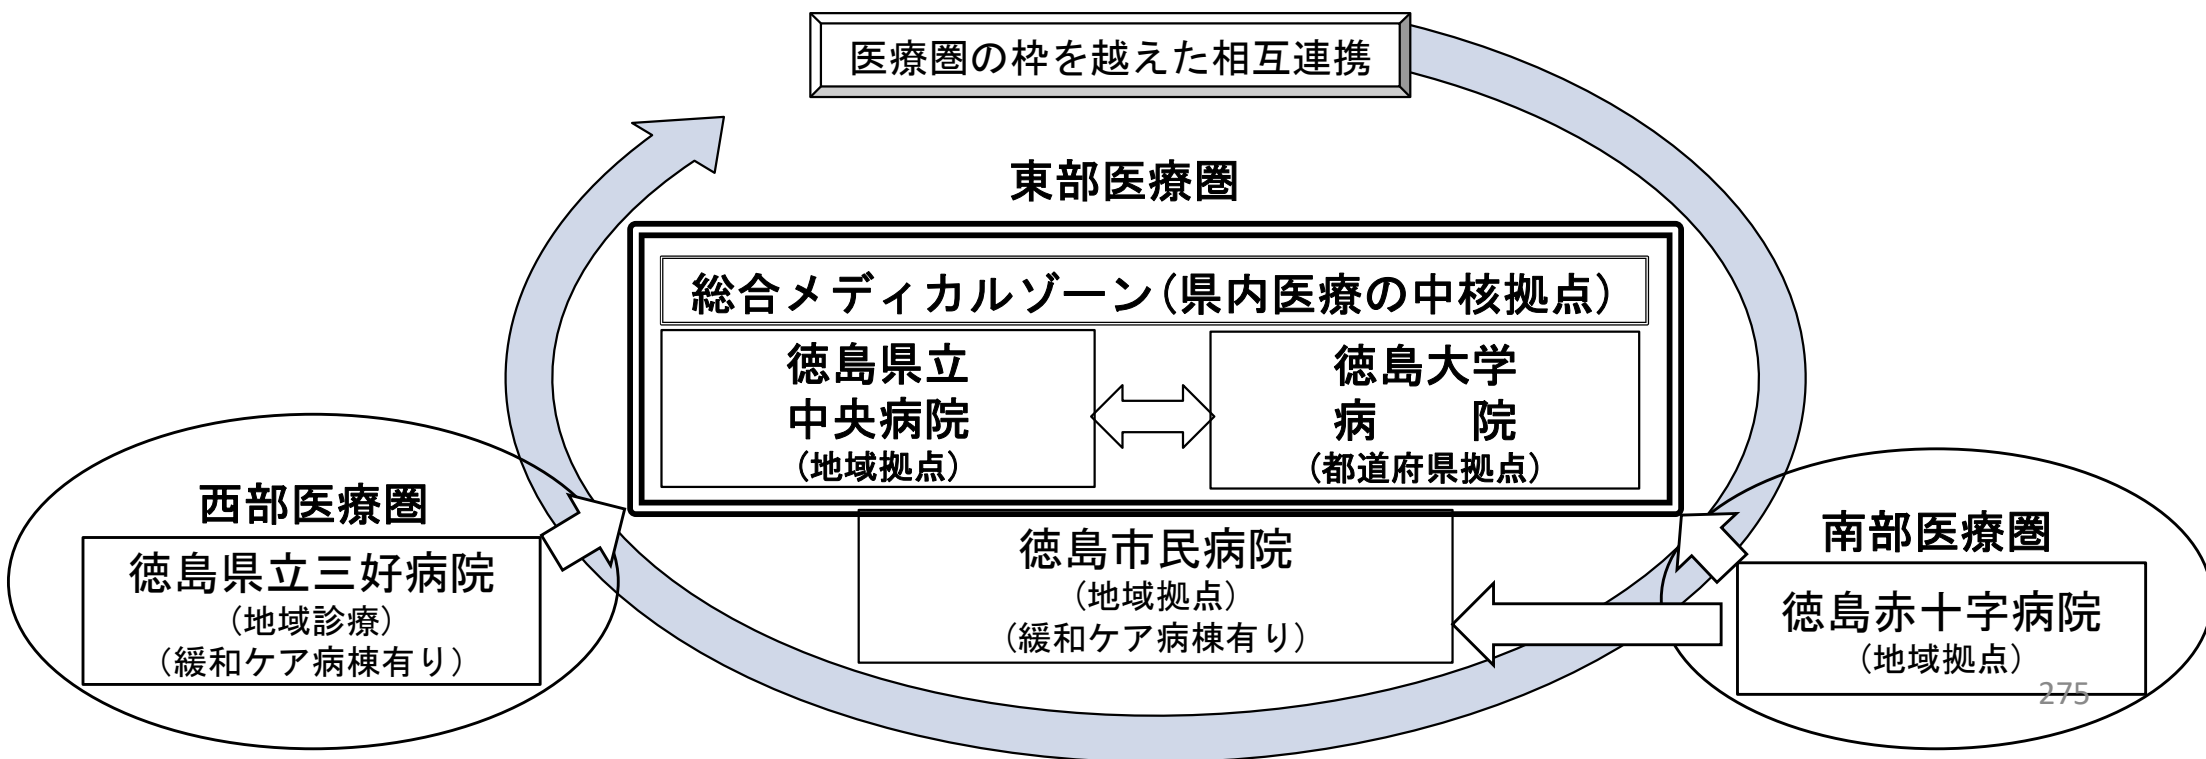 医療圏の枠を越えた相互連携
東部医療圏
総合メディカルゾーン(県内医療の中核拠点)
徳島県立
中央病院
(地域拠点)
徳島大学
病　　院
(都道府県拠点)
西部医療圏
徳島県立三好病院
(地域診療)
(緩和ケア病棟有り)
徳島市民病院
(地域拠点)
(緩和ケア病棟有り)
南部医療圏
徳島赤十字病院
(地域拠点)
275